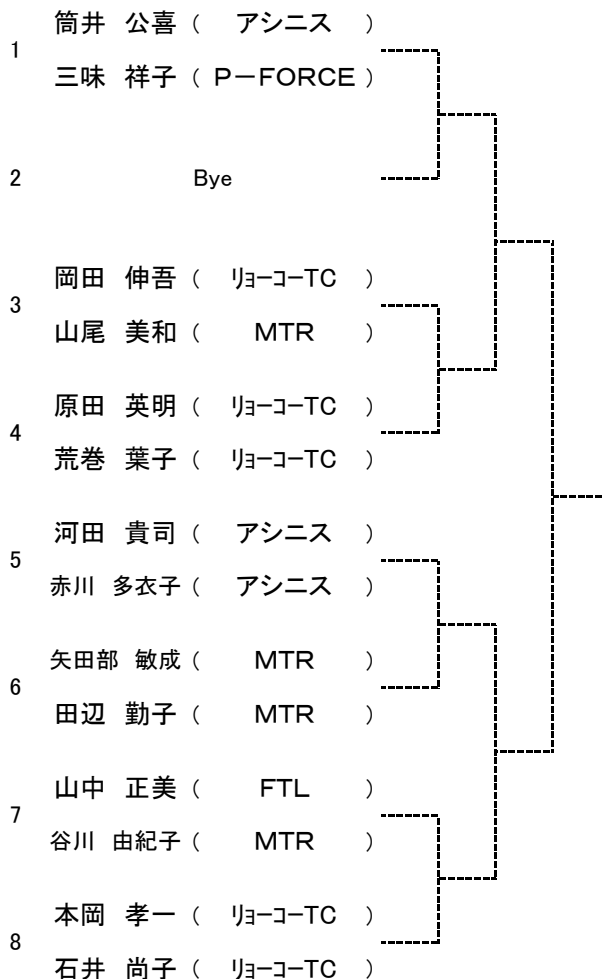 筒井 公喜 ( アシニス )
1
三味 祥子 ( P-FORCE )
2 Bye
岡田 伸吾 ( リョーコーTC )
3
山尾 美和 ( MTR )
原田 英明 ( リョーコーTC )
4
荒巻 葉子 ( リョーコーTC )
河田 貴司 ( アシニス )
5
赤川 多衣子 ( アシニス )
矢田部 敏成 ( MTR )
6
田辺 勤子 ( MTR )
山中 正美 ( FTL )
7
谷川 由紀子 ( MTR )
本岡 孝一 ( リョーコーTC )
8
石井 尚子 ( リョーコーTC )